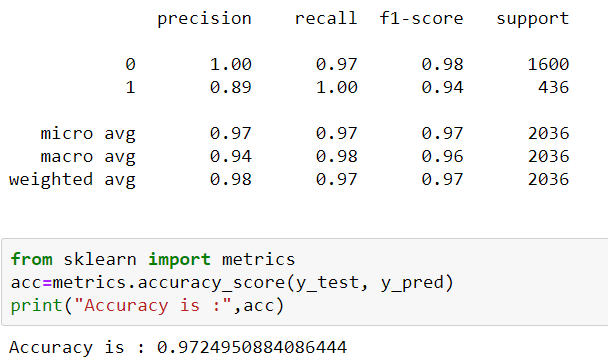 precision recall f1-score support
0 1.00 0.97 0.98 1600
1 0.89 1.00 0.94 436
micro avg 0.97 0.97 0.97 2036
macro avg 0.94 0.98 0.96 2036
weighted avg 0.98 0.97 0.97 2036
from sklearn import metrics
acc=metrics.accuracy_score(y_test, y_pred)
print("Accuracy is :",acc)
Accuracy is : 0.9724950884086444